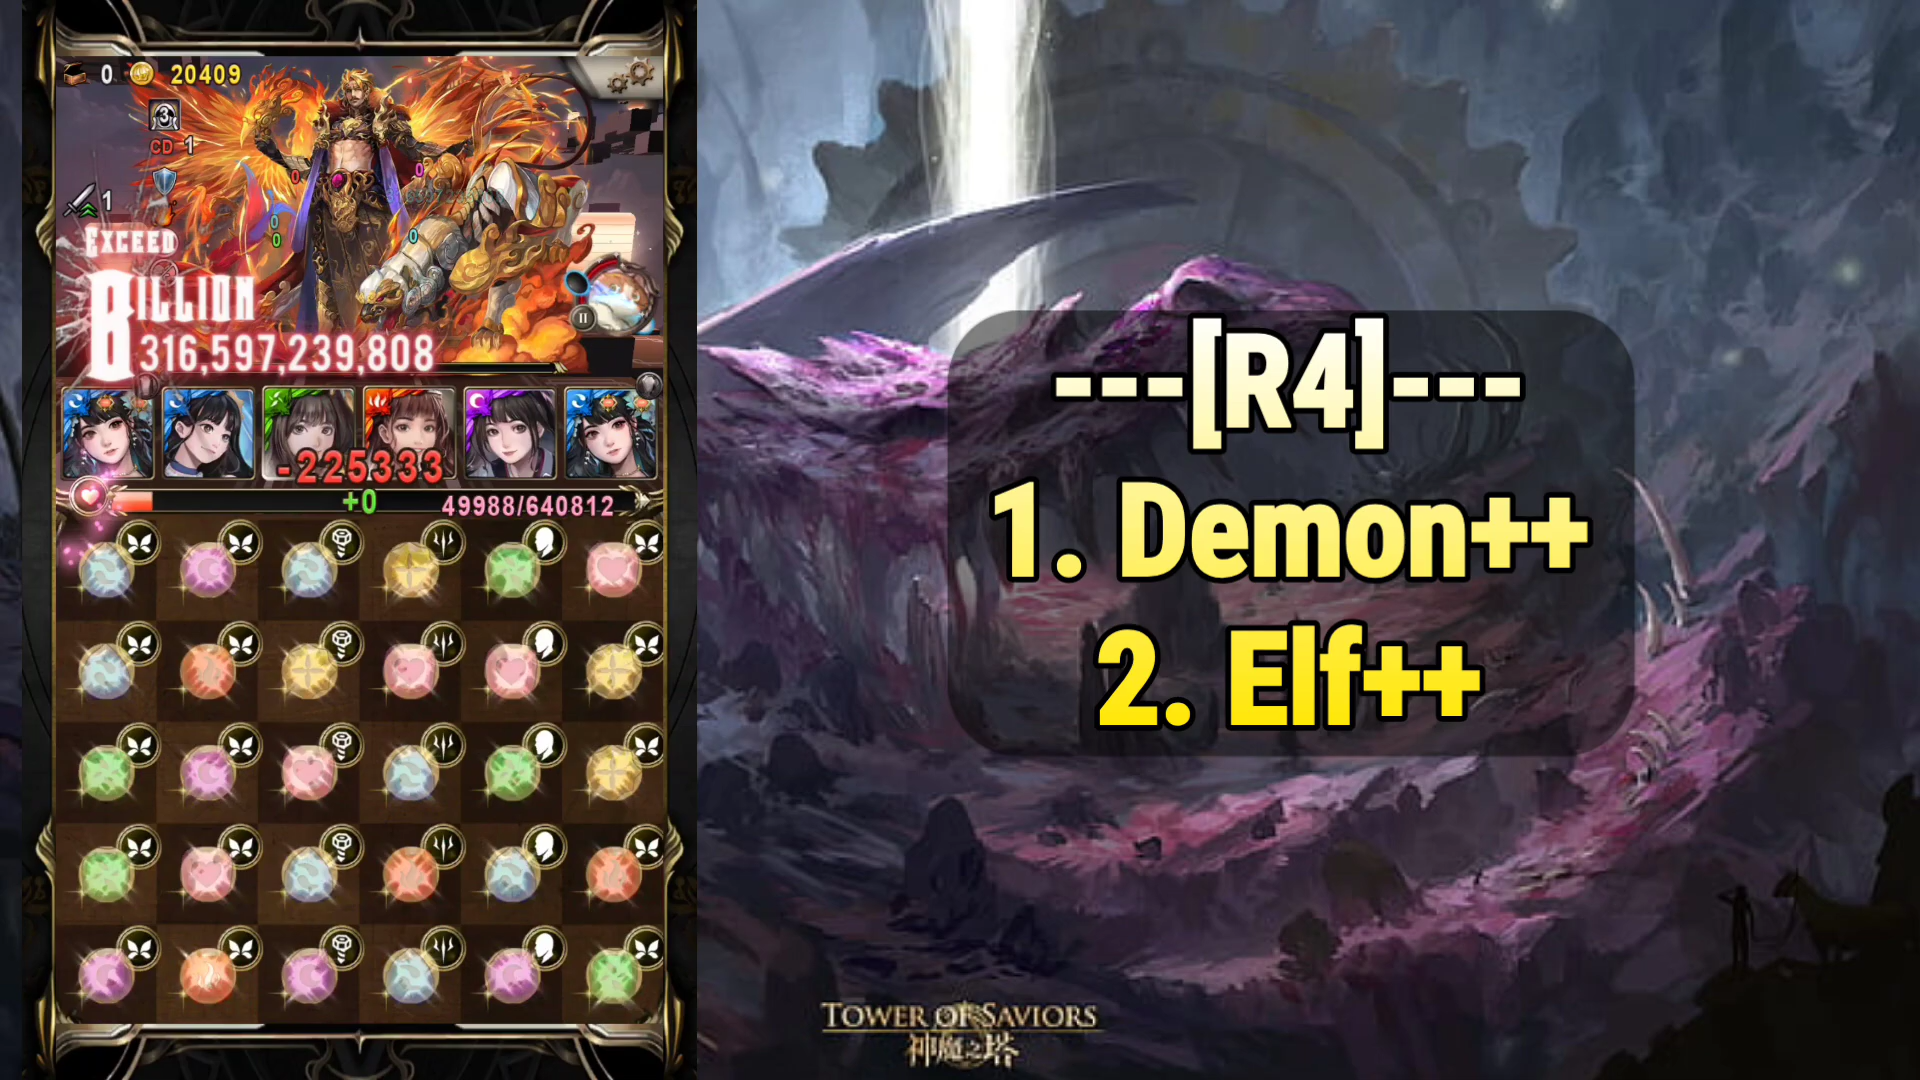 0 20409
3
CD 1
1
EXCEED
BILLION
316,597,239,808
-225333
+0
49988/640812
---[R4]---
1. Demon++
2. Elf++
TOWER OF SAVIORS
神魔之塔